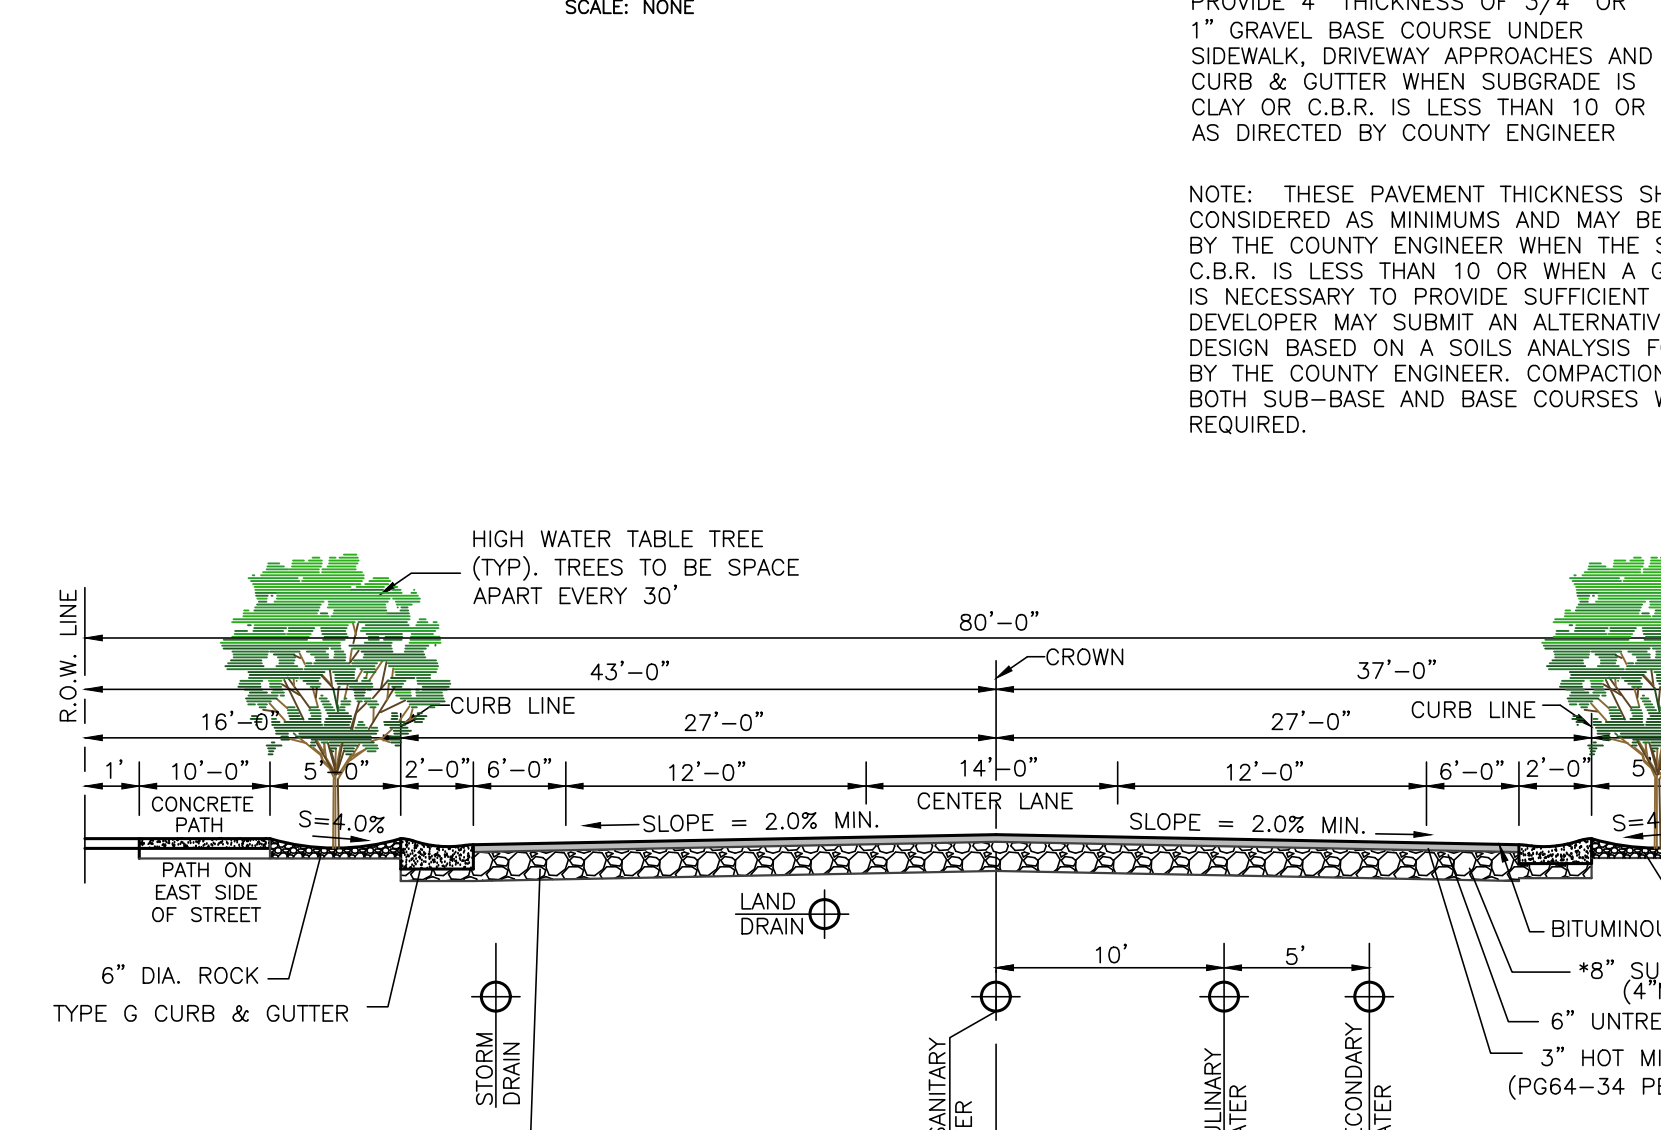 SCALE: NONE
PROVIDE 4" THICKNESS OF 3/4" OR
1" GRAVEL BASE COURSE UNDER
SIDEWALK, DRIVEWAY APPROACHES AND
CURB & GUTTER WHEN SUBGRADE IS
CLAY OR C.B.R. IS LESS THAN 10 OR
AS DIRECTED BY COUNTY ENGINEER
NOTE: THESE PAVEMENT THICKNESS
CONSIDERED AS MINIMUMS AND MAY BE
BY THE COUNTY ENGINEER WHEN THE
C.B.R. IS LESS THAN 10 OR WHEN A
IS NECESSARY TO PROVIDE SUFFICIENT
DEVELOPER MAY SUBMIT AN
DESIGN BASED ON A SOILS ANALYSIS
BY THE COUNTY ENGINEER. COMPACTION
BOTH SUB-BASE AND BASE COURSES
REQUIRED.
HIGH WATER TABLE TREE
(TYP). TREES TO BE SPACE
APART EVERY 30'
R.O.W. LINE
80'-0"
CROWN
43'-0"
37'-0"
CURB LINE
CURB LINE
16'-0"
27'-0"
27'-0"
1'
10'-0"
5'-0"
2'-0"
6'-0"
12'-0"
14'-0"
12'-0"
6'-0"
2'-0"
5
CENTER LANE
CONCRETE
PATH
S=4.0%
SLOPE = 2.0% MIN.
SLOPE = 2.0% MIN.
S=4
PATH ON
EAST SIDE
OF STREET
LAND
DRAIN
6" DIA. ROCK
TYPE G CURB & GUTTER
10'
5'
STORM
DRAIN
SANITARY
*8"
6"
3" HOT
(PG64-34